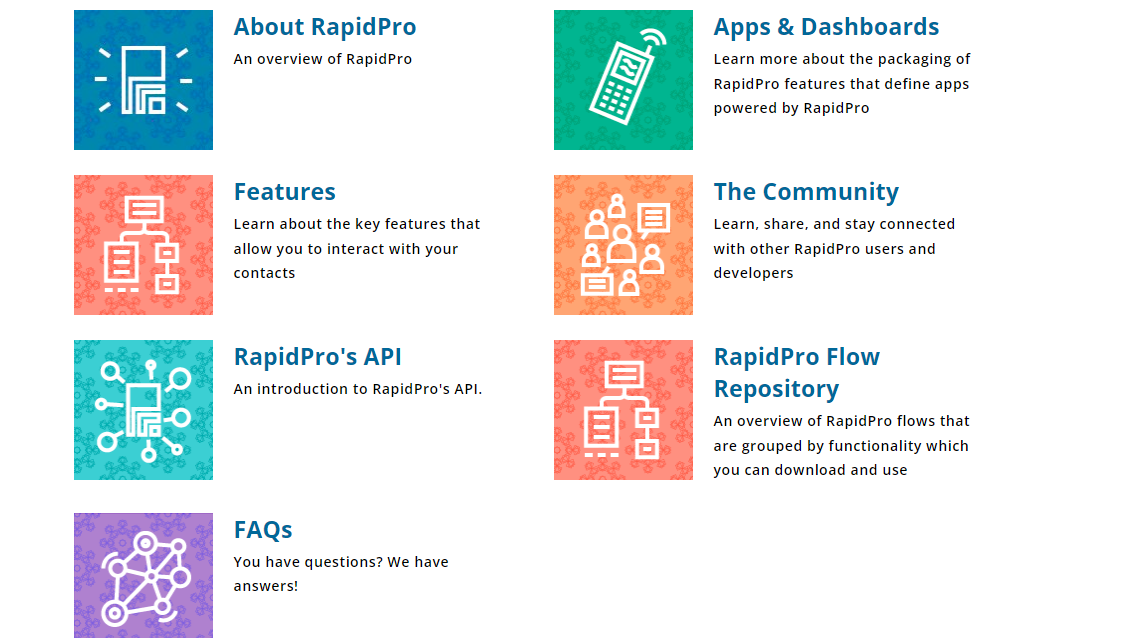 About RapidPro
An overview of RapidPro
Apps & Dashboards
Learn more about the packaging of
RapidPro features that define apps
powered by RapidPro
Features
Learn about the key features that
allow you to interact with your
contacts
The Community
Learn, share, and stay connected
with other RapidPro users and
developers
RapidPro's API
An introduction to RapidPro's API.
RapidPro Flow
Repository
An overview of RapidPro flows that
are grouped by functionality which
you can download and use
FAQs
You have questions? We have
answers!